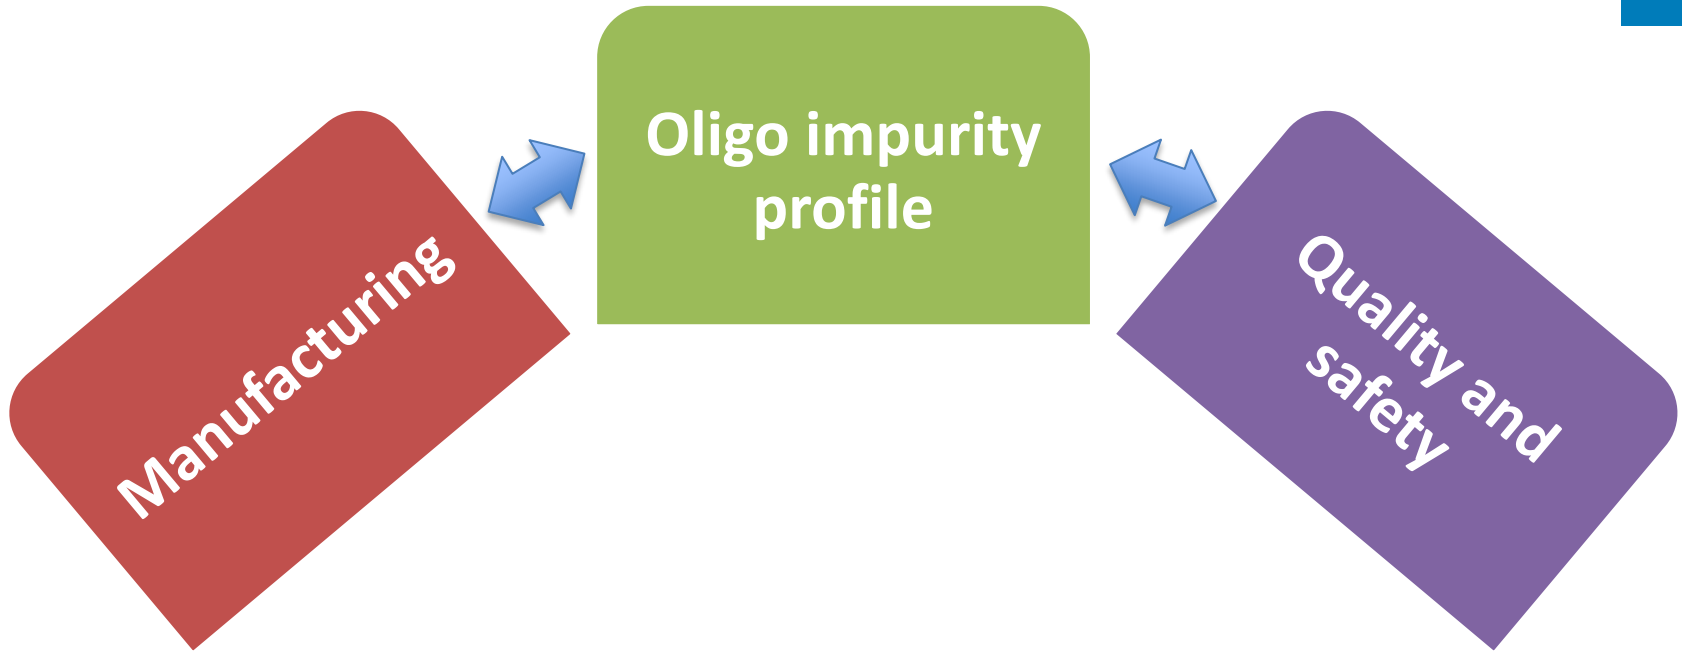 Manufacturing
Oligo impurity
profile
Quality and
safety